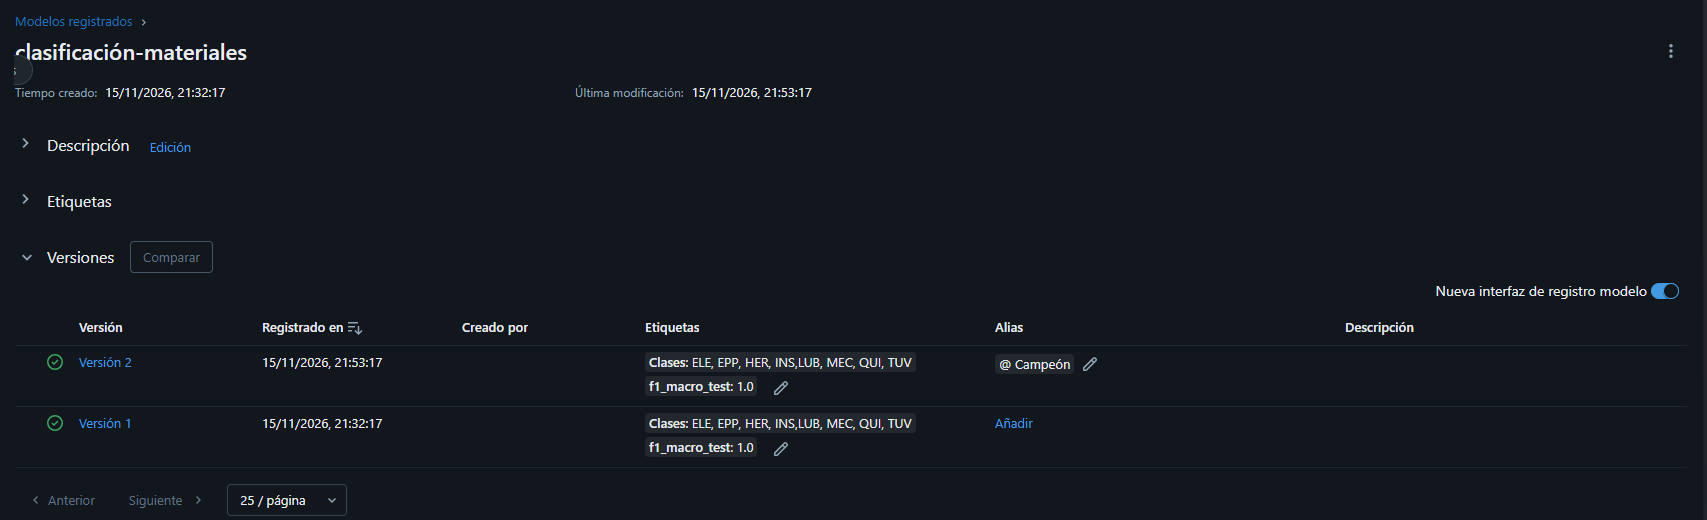 Modelos registrados ›
clasificación-materiales
s
Tiempo creado: 15/11/2026, 21:32:17 Última modificación: 15/11/2026, 21:53:17
Descripción Edición
Etiquetas
Versiones Comparar
Nueva interfaz de registro modelo
Versión Registrado en Creado por Etiquetas Alias Descripción
Versión 2 15/11/2026, 21:53:17 Clases: ELE, EPP, HER, INS,LUB, MEC, QUI, TUV @ Campeón
f1_macro_test: 1.0
Versión 1 15/11/2026, 21:32:17 Clases: ELE, EPP, HER, INS,LUB, MEC, QUI, TUV Añadir
f1_macro_test: 1.0
Anterior Siguiente 25 / página